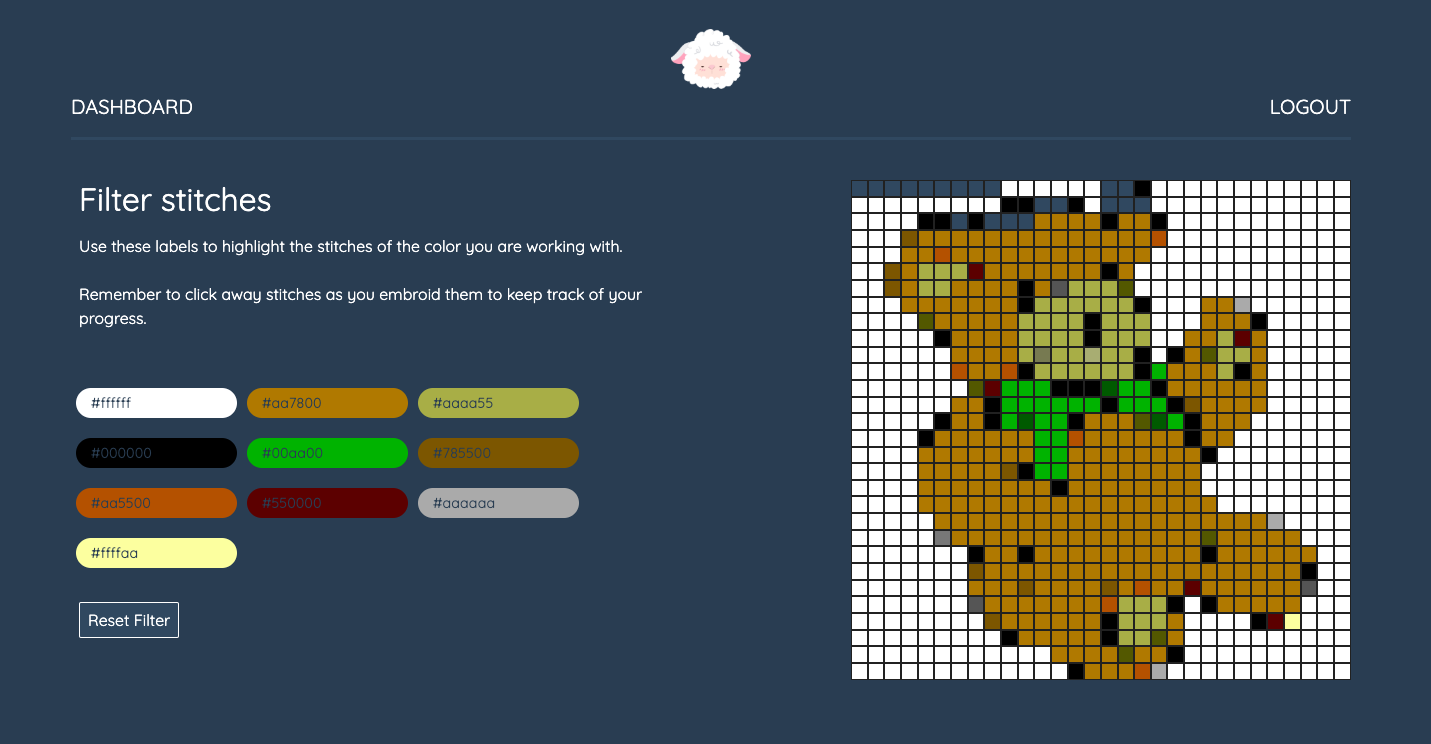 DASHBOARD
LOGOUT
Filter stitches
Use these labels to highlight the stitches of the color you are working with.
Remember to click away stitches as you embroid them to keep track of your
progress.
#ffffff
#aa7800
#aaaa55
#000000
#00aa00
#785500
#aa5500
#550000
#aaaaaa
#ffffaa
Reset Filter